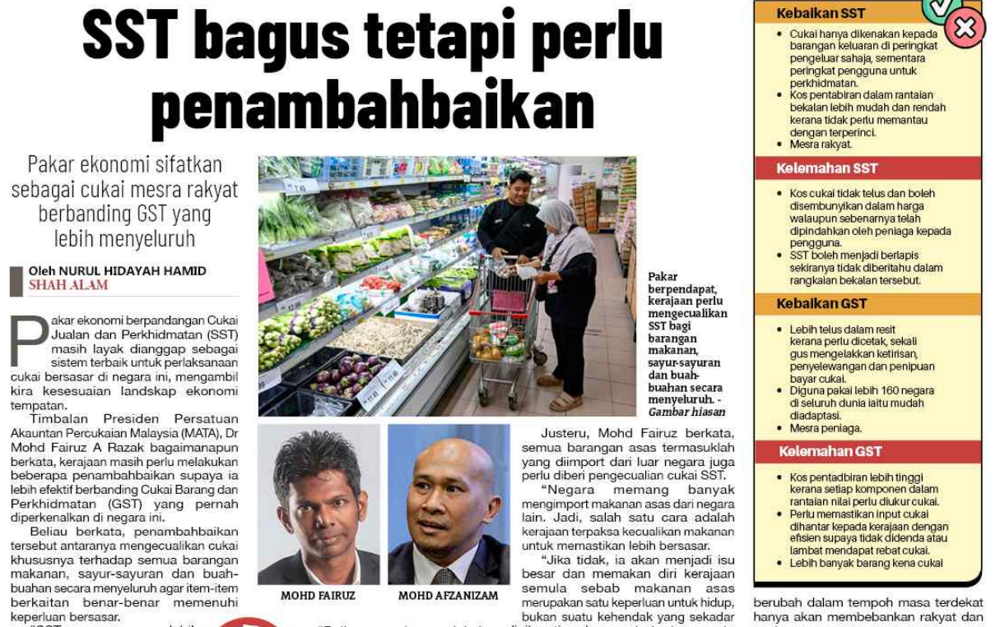 SST bagus tetapi perlu
penambahbaikan
Pakar ekonomi sifatkan
sebagai cukai mesra rakyat
berbanding GST yang
lebih menyeluruh
Oleh NURUL HIDAYAH HAMID
SHAH ALAM
Pakar ekonomi berpandangan Cukai
Jualan dan Perkhidmatan (SST)
masih layak dianggap sebagai
sistem terbaik untuk perlaksanaan
cukai bersasar di negara ini, mengambil
kira kesesuaian landskap ekonomi
tempatan.
Timbalan Presiden Persatuan
Akauntan Percukaian Malaysia (MATA), Dr
Mohd Fairuz A Razak bagaimanapun
berkata, kerajaan masih perlu melakukan
beberapa penambahbaikan supaya ia
lebih efektif berbanding Cukai Barang dan
Perkhidmatan (GST) yang pernah
diperkenalkan di negara ini.
Beliau berkata, penambahbaikan
tersebut antaranya mengecualikan cukai
khususnya terhadap semua barangan
makanan, sayur-sayuran dan buah-
buahan secara menyeluruh agar item-item
berkaitan benar-benar memenuhi
keperluan bersasar.
Pakar
berpendapat,
kerajaan perlu
mengecualikan
SST bagi
barangan
makanan,
sayur-sayuran
dan buah-
buahan secara
menyeluruh. -
Gambar hiasan
MOHD FAIRUZ
MOHD AFZANIZAM
Justeru, Mohd Fairuz berkata,
semua barangan asas termasuklah
yang diimport dari luar negara juga
perlu diberi pengecualian cukai SST.
“Negara memang banyak
mengimport makanan asas dari negara
lain. Jadi, salah satu cara adalah
kerajaan terpaksa kecualikan makanan
untuk memastikan lebih bersasar.
“Jika tidak, ia akan menjadi isu
besar dan memakan diri kerajaan
semula sebab makanan asas
merupakan satu keperluan untuk hidup,
bukan suatu kehendak yang sekadar
Kebaikan SST
• Cukai hanya dikenakan kepada
barangan keluaran di peringkat
pengeluar sahaja, sementara
peringkat pengguna untuk
perkhidmatan.
• Kos pentabiran dalam rantaian
bekalan lebih mudah dan rendah
kerana tidak perlu memantau
dengan terperinci.
• Mesra rakyat.
Kelemahan SST
• Kos cukai tidak telus dan boleh
disembunyikan dalam harga
walaupun sebenarnya telah
dipindahkan oleh peniaga kepada
pengguna.
• SST boleh menjadi berlapis
sekiranya tidak diberitahu dalam
rangkaian bekalan tersebut.
Kebaikan GST
• Lebih telus dalam resit
kerana perlu dicetak, sekali
gus mengelakkan ketirisan,
penyelewangan dan penipuan
bayar cukai.
• Diguna pakai lebih 160 negara
di seluruh dunia iaitu mudah
diadaptasi.
• Mesra peniaga.
Kelemahan GST
• Kos pentadbiran lebih tinggi
kerana setiap komponen dalam
rantaian nilai perlu diukur cukai.
• Perlu memastikan input cukai
dihantar kepada kerajaan dengan
efisien supaya tidak didenda atau
lambat mendapat rebat cukai.
• Lebih banyak barang kena cukai
berubah dalam tempoh masa terdekat
hanya akan membebankan rakyat dan